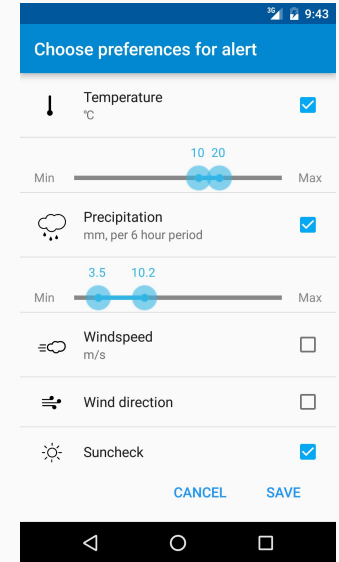 3G 9:43
Choose preferences for alert
Temperature
°C
10 20
Min Max
Precipitation
mm, per 6 hour period
3.5 10.2
Min Max
Windspeed
m/s
Wind direction
Suncheck
CANCEL SAVE